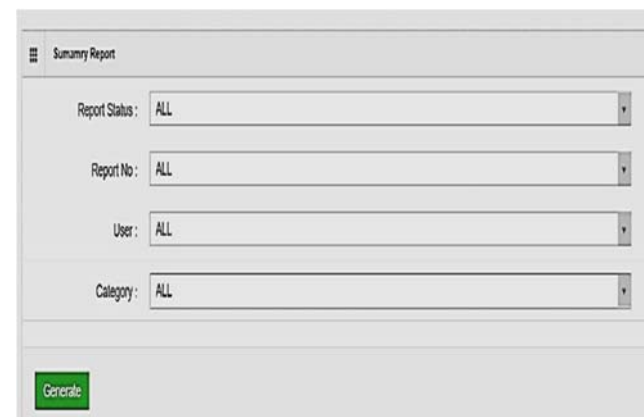 Sumamry Report
Report Status : ALL
Report No : ALL
User : ALL
Category : ALL
Generate